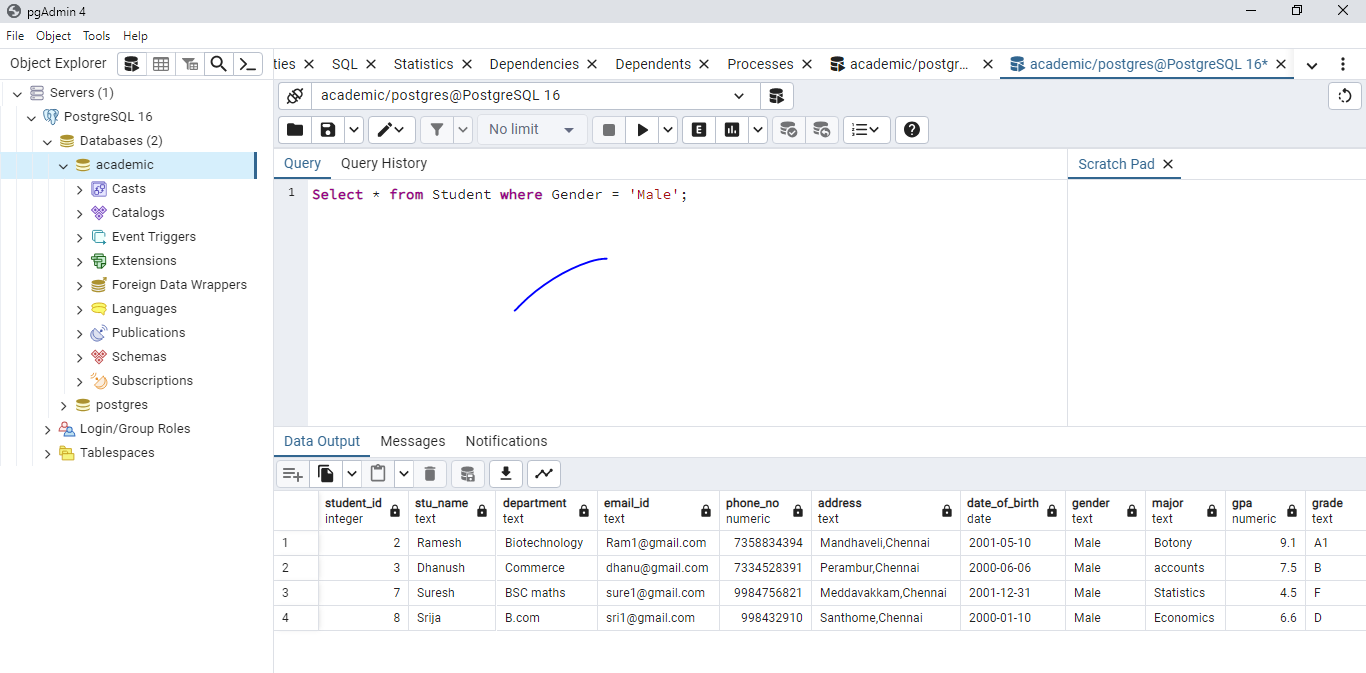 pgAdmin 4
File Object Tools Help
Object Explorer
ties SQL Statistics Dependencies Dependents Processes academic/postgr... academic/postgres@PostgreSQL 16*
Servers (1)
PostgreSQL 16
Databases (2)
academic
Casts
Catalogs
Event Triggers
Extensions
Foreign Data Wrappers
Languages
Publications
Schemas
Subscriptions
postgres
Login/Group Roles
Tablespaces
academic/postgres@PostgreSQL 16
No limit E
Query Query History
Scratch Pad
1 Select * from Student where Gender = 'Male';
Data Output Messages Notifications
student_id stu_name department email_id phone_no address date_of_birth gender major gpa grade
integer text text text numeric text date text text numeric text
1 2 Ramesh Biotechnology Ram1@gmail.com 7358834394 Mandhaveli,Chennai 2001-05-10 Male Botony 9.1 A1
2 3 Dhanush Commerce dhanu@gmail.com 7334528391 Perambur,Chennai 2000-06-06 Male accounts 7.5 B
3 7 Suresh BSC maths sure1@gmail.com 9984756821 Meddavakkam,Chennai 2001-12-31 Male Statistics 4.5 F
4 8 Srija B.com sri1@gmail.com 998432910 Santhome,Chennai 2000-01-10 Male Economics 6.6 D